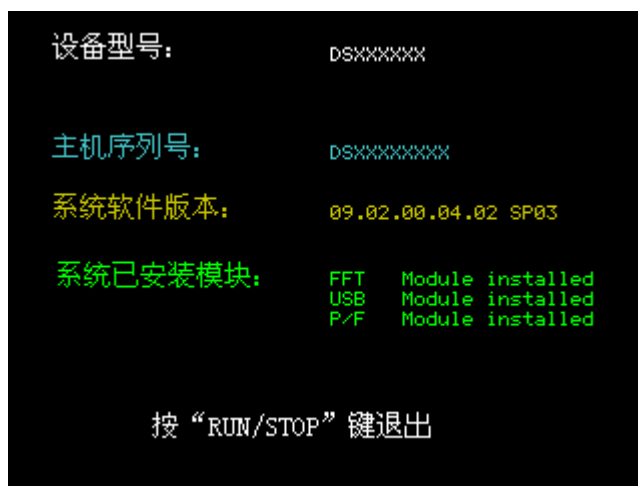 设备型号: DSXXXXXX
主机序列号: DSXXXXXXXX
系统软件版本: 09.02.00.04.02 SP03
系统已安装模块: FFT Module installed
USB Module installed
P/F Module installed
按“RUN/STOP”键退出